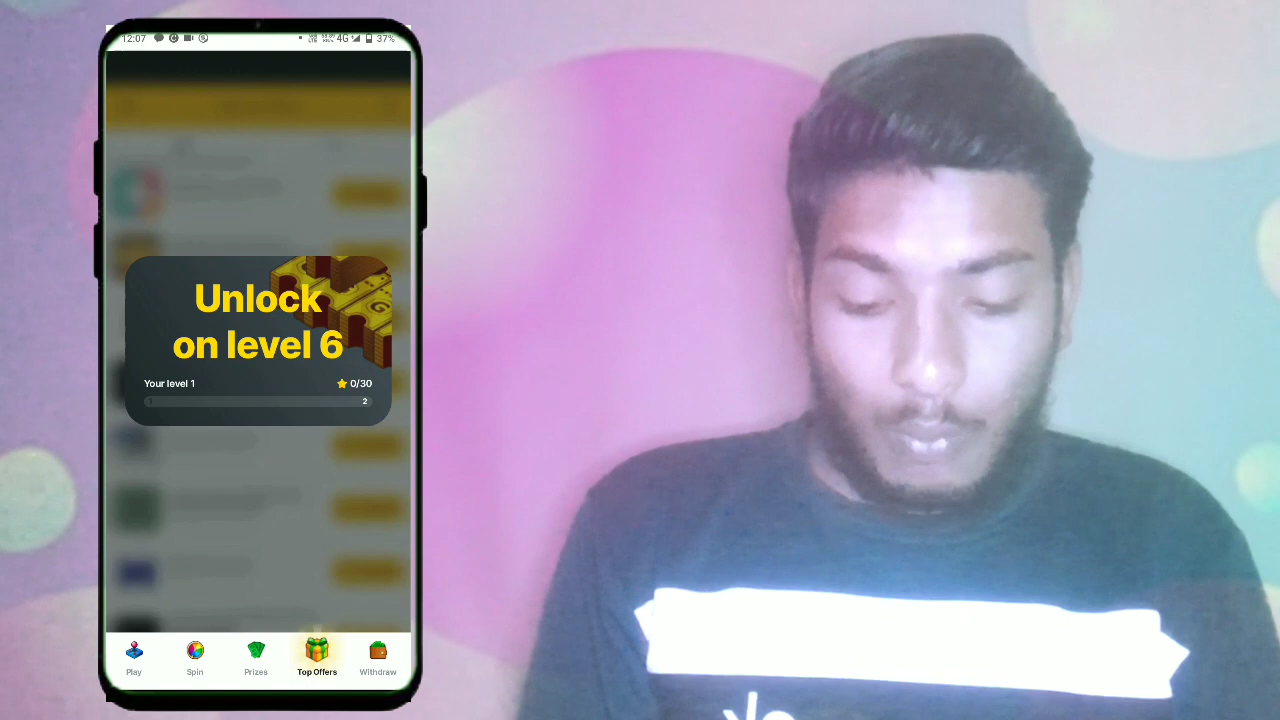 12:07
4G 37%
Unlock
on level 6
Your level 1
0/30
1
2
Play
Spin
Prizes
Top Offers
Withdraw